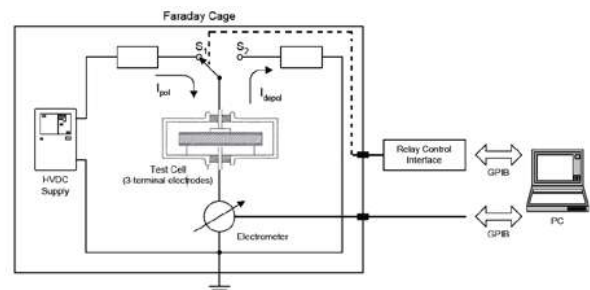 Faraday Cage
S1
S2
Ipol
Idepol
HVDC
Supply
Test Cell
(3-terminal electrodes)
Electrometer
Relay Control
Interface
GPIB
GPIB
PC